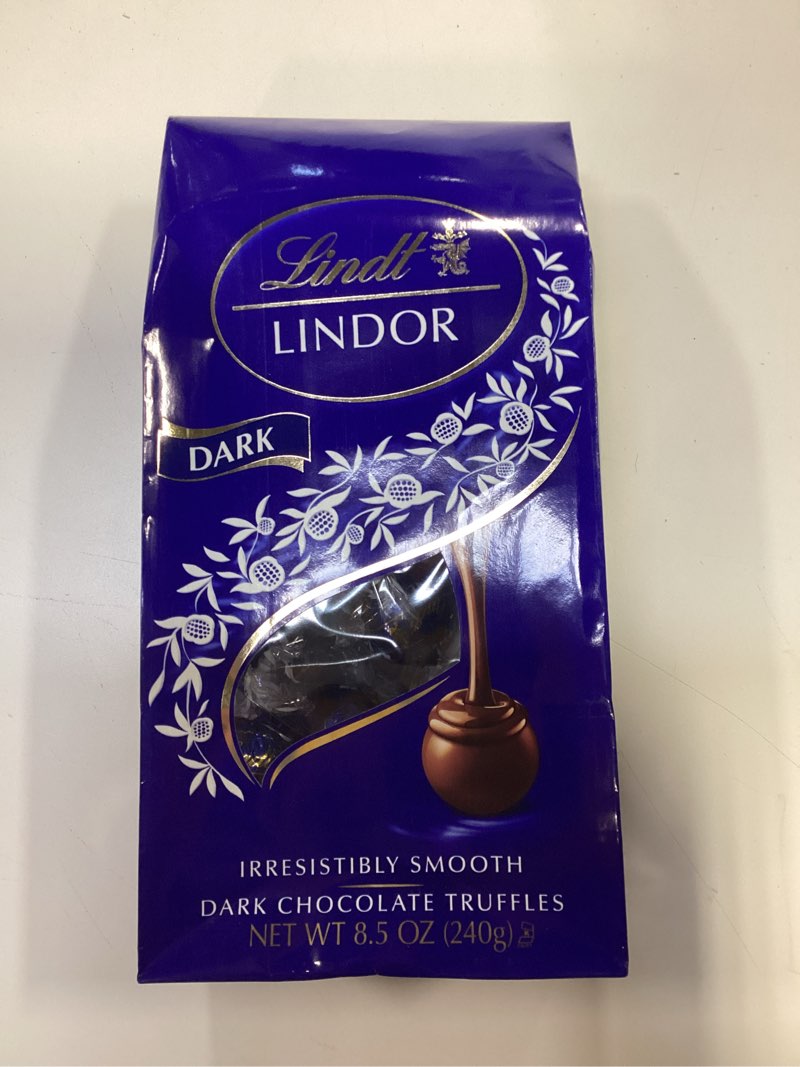 Lindt
LINDOR
DARK
IRRESISTIBLY SMOOTH
DARK CHOCOLATE TRUFFLES
NET WT 8.5 OZ (240g)